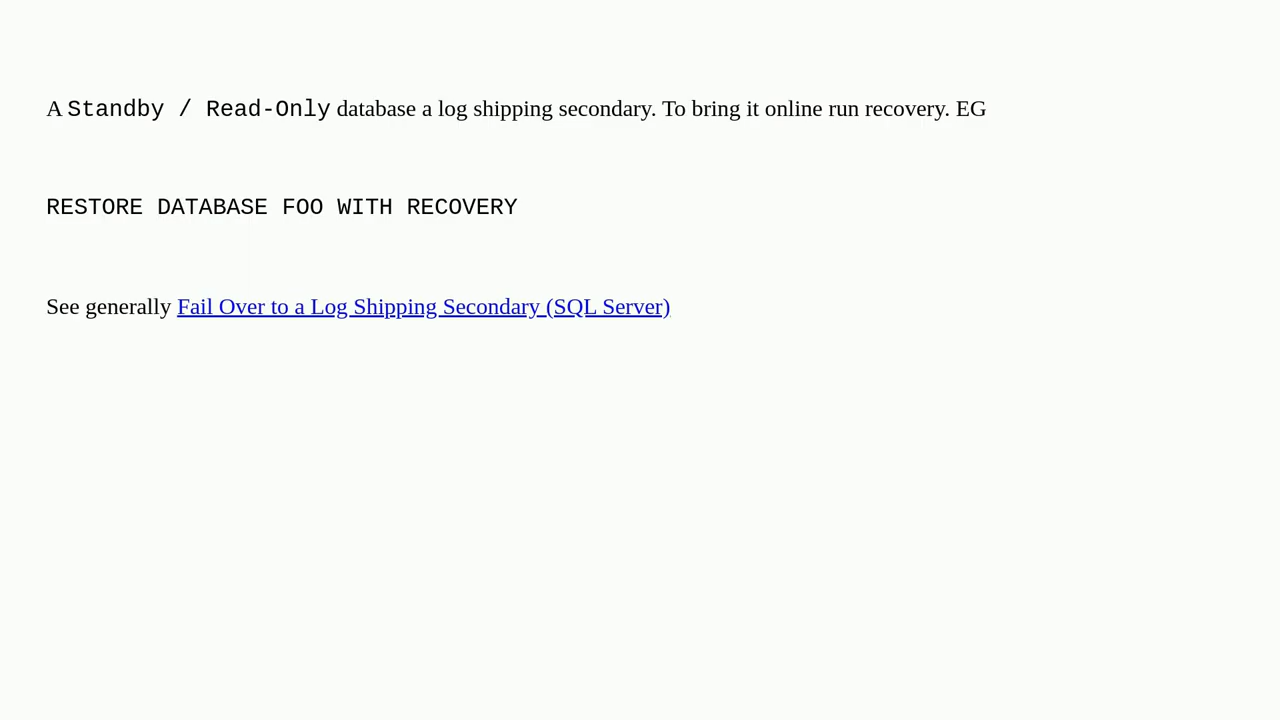 A Standby / Read-Only database a log shipping secondary. To bring it online run recovery. EG
RESTORE DATABASE FOO WITH RECOVERY
See generally Fail Over to a Log Shipping Secondary (SQL Server)